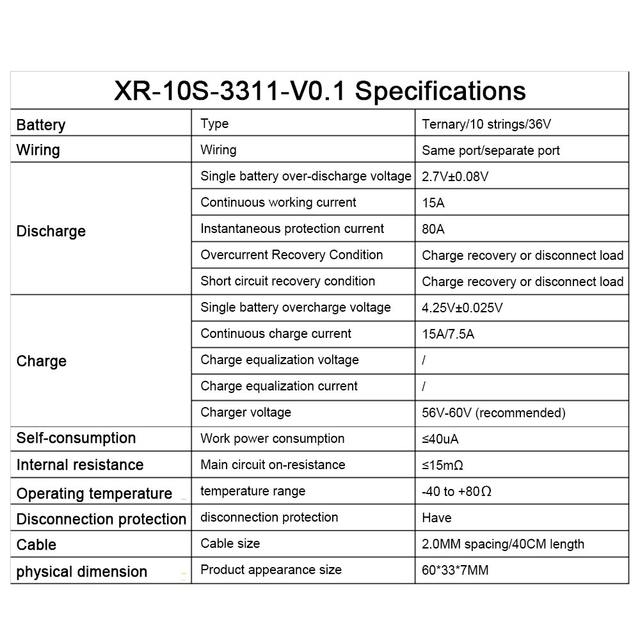 XR-10S-3311-V0.1 Specifications
Battery Type Ternary/10 strings/36V
Wiring Wiring Same port/separate port
Discharge
Single battery over-discharge voltage 2.7V±0.08V
Continuous working current 15A
Instantaneous protection current 80A
Overcurrent Recovery Condition Charge recovery or disconnect load
Short circuit recovery condition Charge recovery or disconnect load
Charge
Single battery overcharge voltage 4.25V±0.025V
Continuous charge current 15A/7.5A
Charge equalization voltage /
Charge equalization current /
Charger voltage 56V-60V (recommended)
Self-consumption Work power consumption ≤40uA
Internal resistance Main circuit on-resistance ≤15mΩ
Operating temperature temperature range -40 to +80Ω
Disconnection protection disconnection protection Have
Cable Cable size 2.0MM spacing/40CM length
physical dimension Product appearance size 60*33*7MM